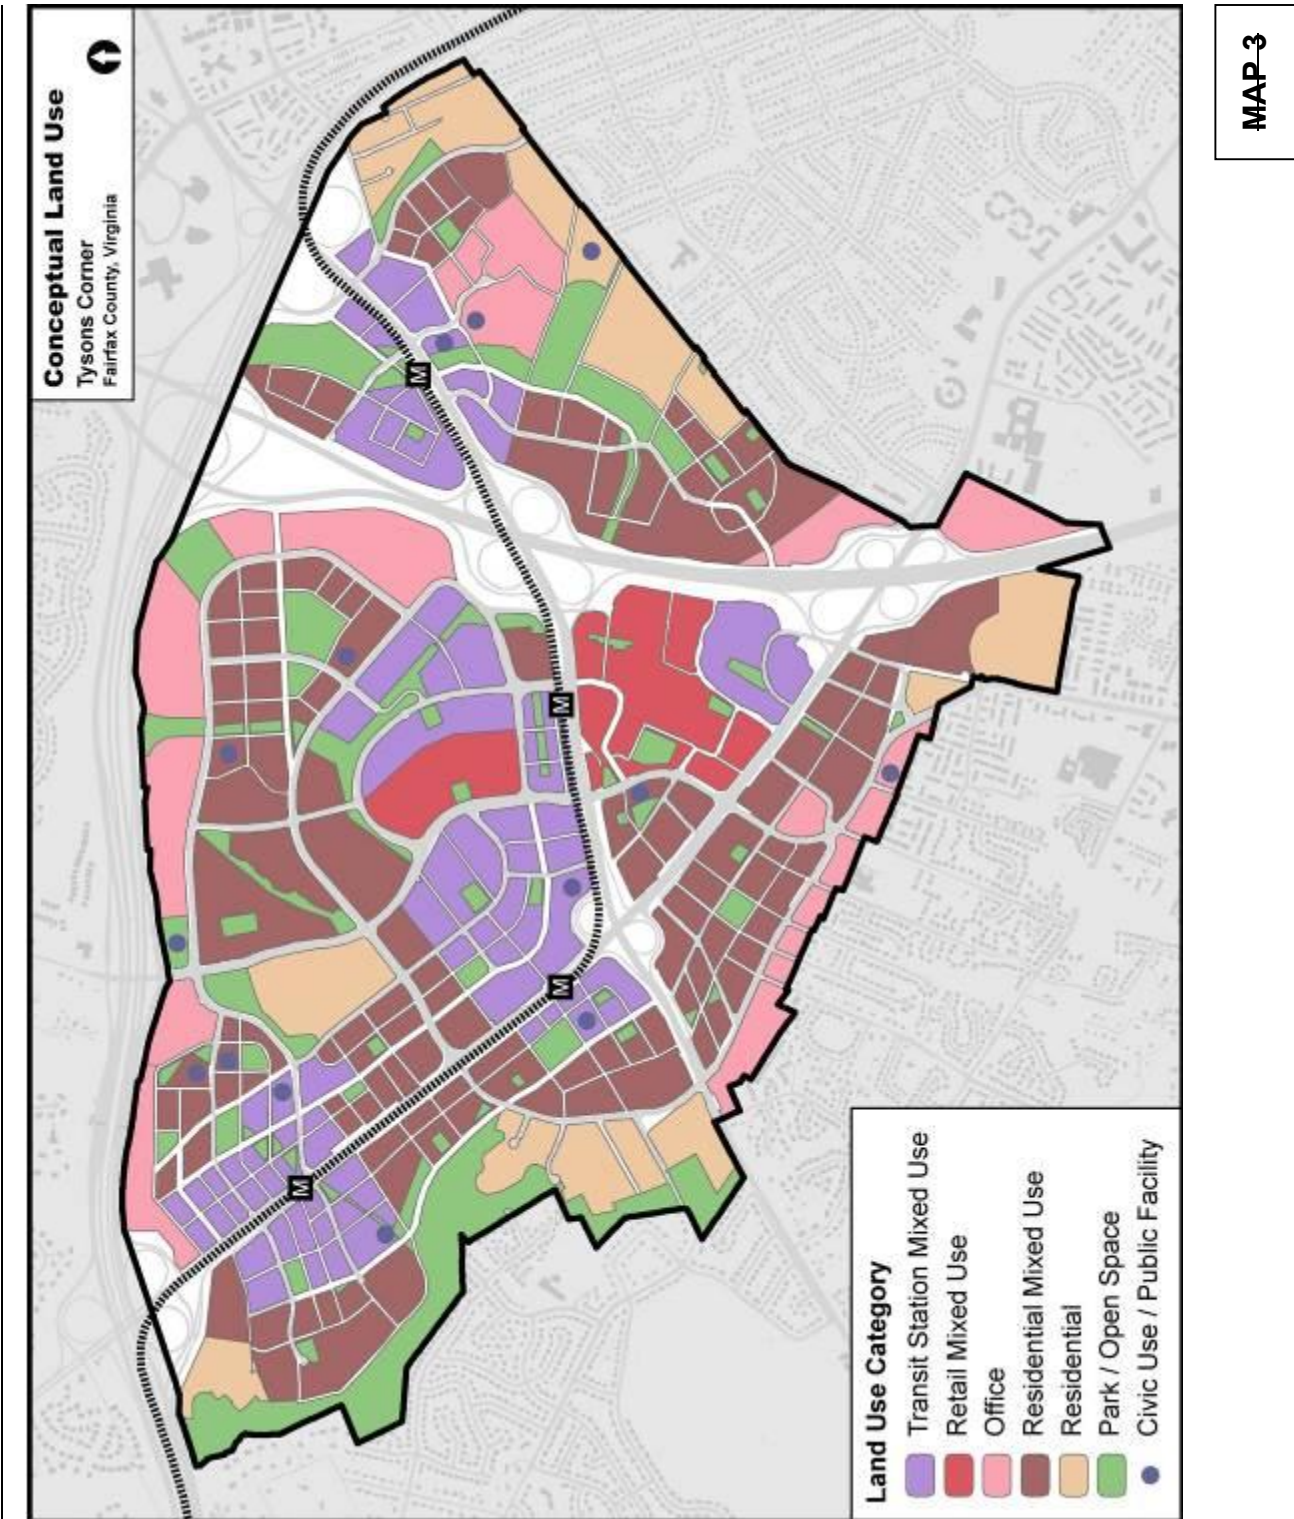 MAP 3
Conceptual Land Use
Tysons Corner
Fairfax County, Virginia
M
M
M
M
Land Use Category
Transit Station Mixed Use
Retail Mixed Use
Office
Residential Mixed Use
Residential
Park / Open Space
Civic Use / Public Facility